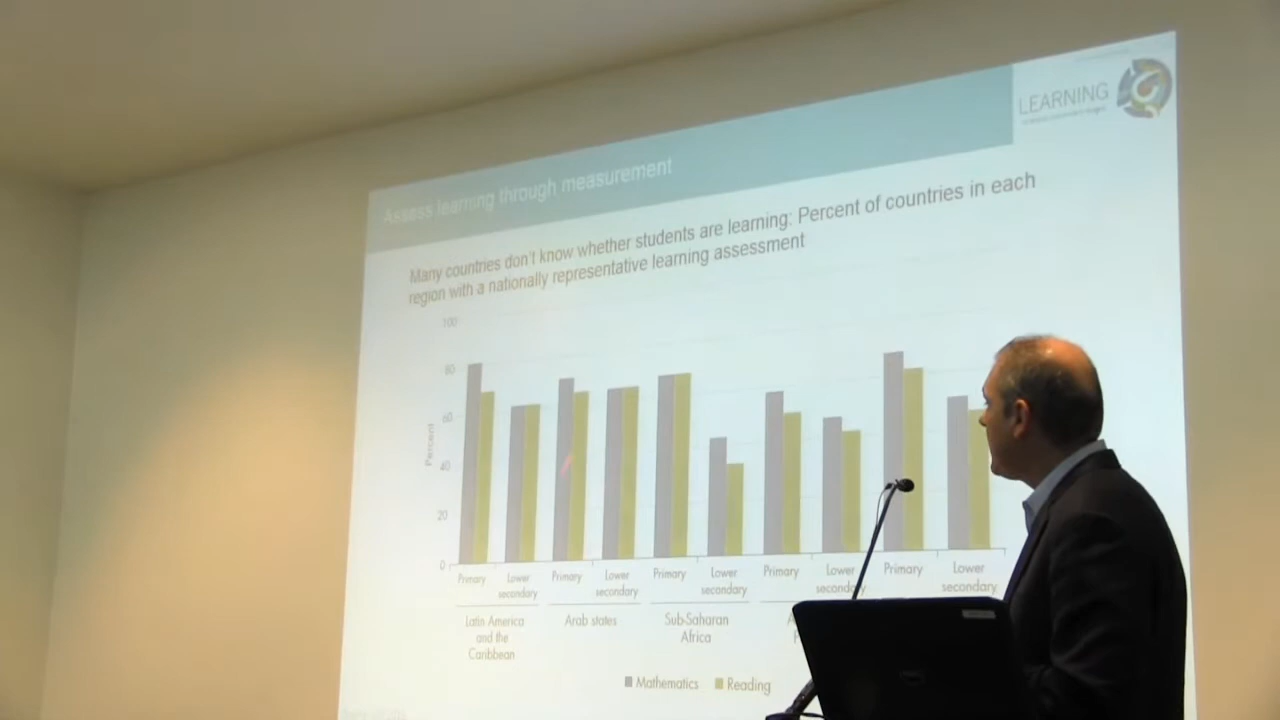 LEARNING
Assess learning through measurement
Many countries don't know whether students are learning: Percent of countries in each
region with a nationally representative learning assessment
100
80
60
40
20
0
Percent
Primary
Lower
secondary
Primary
Lower
secondary
Primary
Lower
secondary
Primary
Lower
secondary
Primary
Lower
secondary
Latin America
and the
Caribbean
Arab states
Sub-Saharan
Africa
Mathematics
Reading